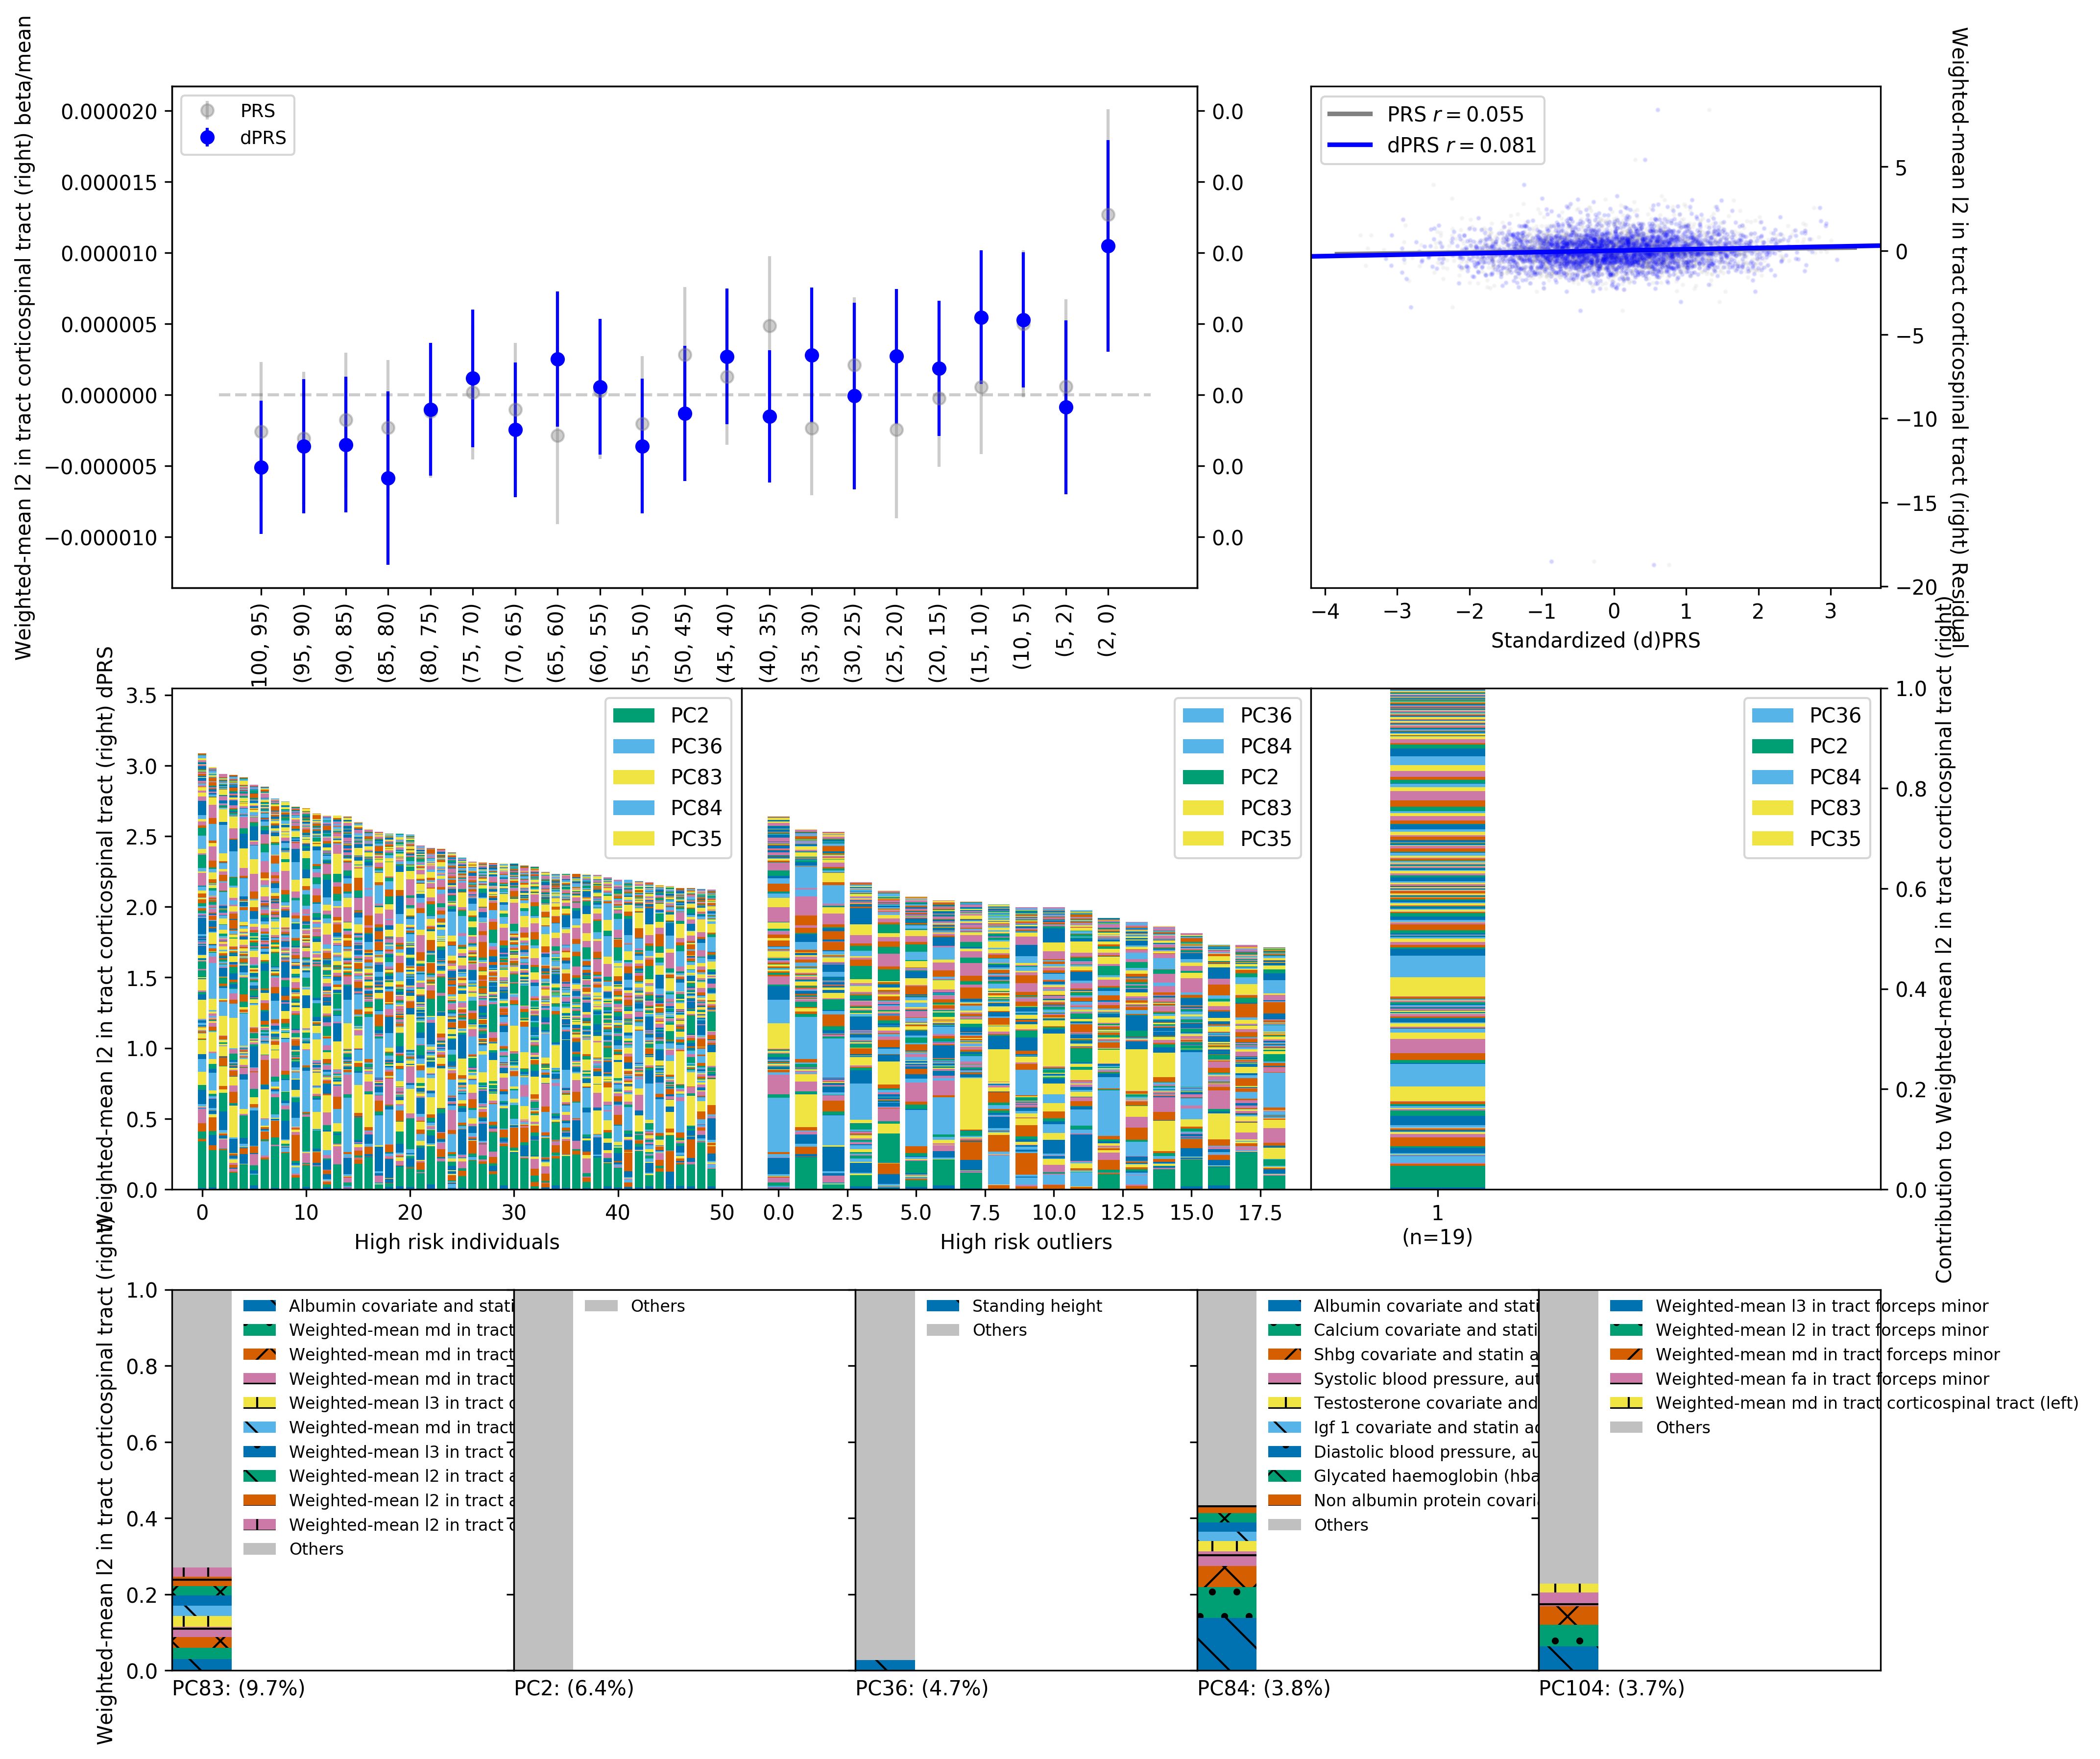 Weighted-mean l2 in tract corticospinal tract (right) beta/mean
0.000020
0.000015
0.000010
0.000005
0.000000
−0.000005
−0.000010
PRS
dPRS
0.0
0.0
0.0
0.0
0.0
0.0
0.0
100, 95)
(95, 90)
(90, 85)
(85, 80)
(80, 75)
(75, 70)
(70, 65)
(65, 60)
(60, 55)
(55, 50)
(50, 45)
(45, 40)
(40, 35)
(35, 30)
(30, 25)
(25, 20)
(20, 15)
(15, 10)
(10, 5)
(5, 2)
(2, 0)
PRS r = 0.055
dPRS r = 0.081
5
0
−5
−10
−15
−20
−4
−3
−2
−1
0
1
2
3
Standardized (d)PRS
Weighted-mean l2 in tract corticospinal tract (right) Residual
Weighted-mean l2 in tract corticospinal tract (right) dPRS
3.5
3.0
2.5
2.0
1.5
1.0
0.5
0.0
PC2
PC36
PC83
PC84
PC35
0
10
20
30
40
50
High risk individuals
PC36
PC84
PC2
PC83
PC35
0.0
2.5
5.0
7.5
10.0
12.5
15.0
17.5
High risk outliers
PC36
PC2
PC84
PC83
PC35
1
(n=19)
1.0
0.8
0.6
0.4
0.2
0.0
Contribution to Weighted-mean l2 in tract corticospinal tract (right)
Weighted-mean l2 in tract corticospinal tract (right)
1.0
0.8
0.6
0.4
0.2
0.0
Albumin covariate and stati
Weighted-mean md in tract
Weighted-mean md in tract
Weighted-mean md in tract
Weighted-mean l3 in tract
Weighted-mean md in tract
Weighted-mean l3 in tract
Weighted-mean l2 in tract a
Weighted-mean l2 in tract a
Weighted-mean l2 in tract
Others
PC83: (9.7%)
Others
PC2: (6.4%)
Standing height
Others
PC36: (4.7%)
Albumin covariate and stati
Calcium covariate and stati
Shbg covariate and statin a
Systolic blood pressure, aut
Testosterone covariate and
Igf 1 covariate and statin a
Diastolic blood pressure, au
Glycated haemoglobin (hba
Non albumin protein covari
Others
PC84: (3.8%)
Weighted-mean l3 in tract forceps minor
Weighted-mean l2 in tract forceps minor
Weighted-mean md in tract forceps minor
Weighted-mean fa in tract forceps minor
Weighted-mean md in tract corticospinal tract (left)
Others
PC104: (3.7%)